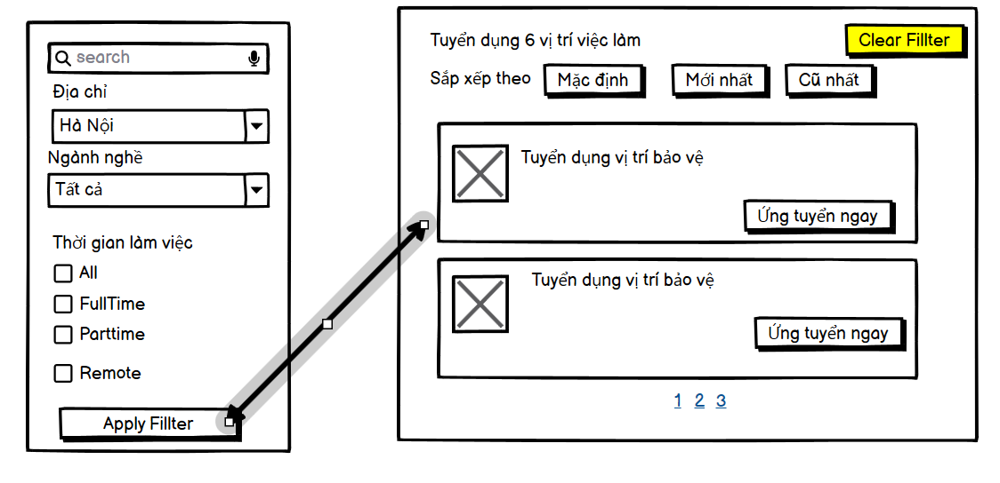 search
Địa chỉ
Hà Nội
Ngành nghề
Tất cả
Thời gian làm việc
All
FullTime
Parttime
Remote
Apply Fillter
Tuyển dụng 6 vị trí việc làm
Clear Fillter
Sắp xếp theo
Mặc định
Mới nhất
Cũ nhất
Tuyển dụng vị trí bảo vệ
Ứng tuyển ngay
Tuyển dụng vị trí bảo vệ
Ứng tuyển ngay
1 2 3